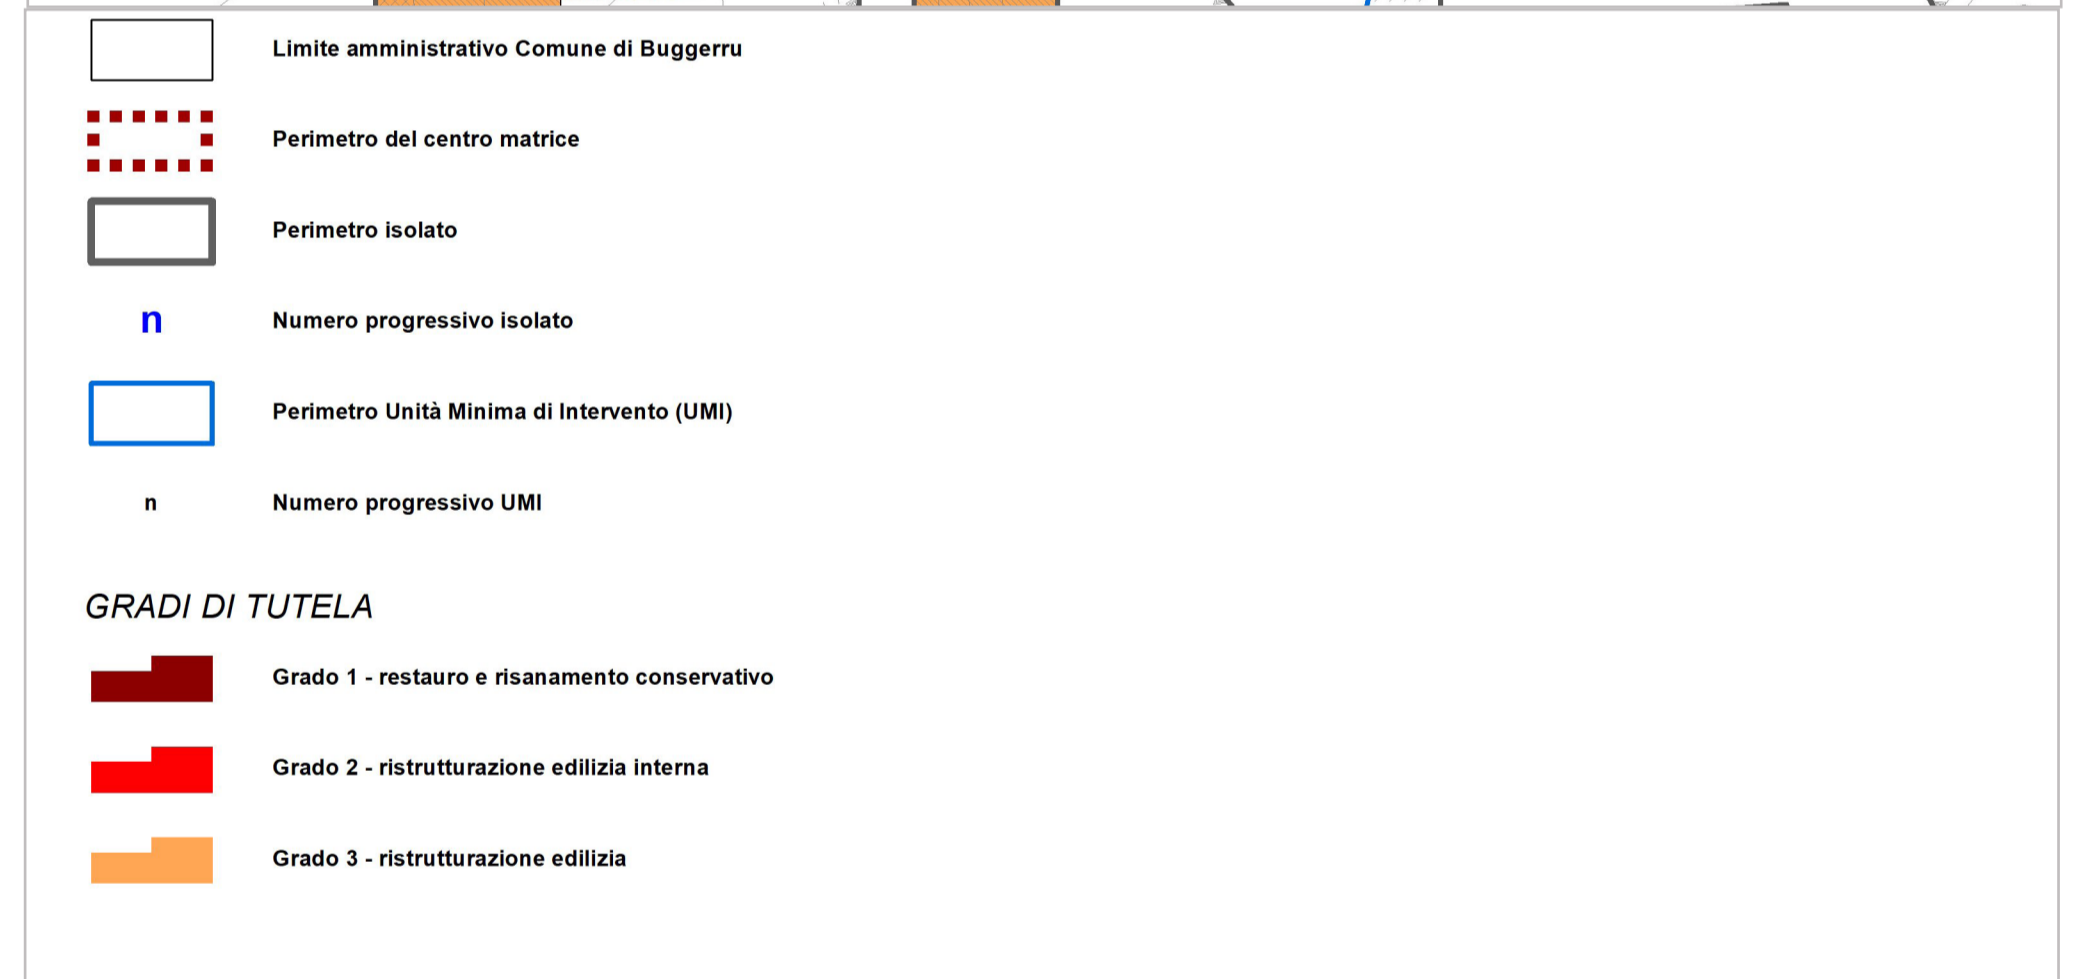 Limite amministrativo Comune di Buggerru
Perimetro del centro matrice
Perimetro isolato
n Numero progressivo isolato
Perimetro Unità Minima di Intervento (UMI)
n Numero progressivo UMI
GRADI DI TUTELA
Grado 1 - restauro e risanamento conservativo
Grado 2 - ristrutturazione edilizia interna
Grado 3 - ristrutturazione edilizia